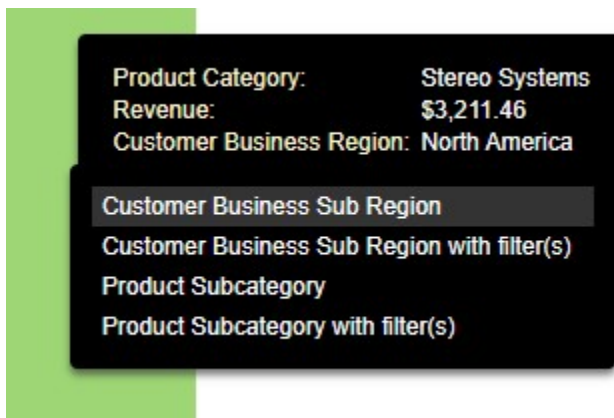 Product Category: Stereo Systems
Revenue: $3,211.46
Customer Business Region: North America
Customer Business Sub Region
Customer Business Sub Region with filter(s)
Product Subcategory
Product Subcategory with filter(s)